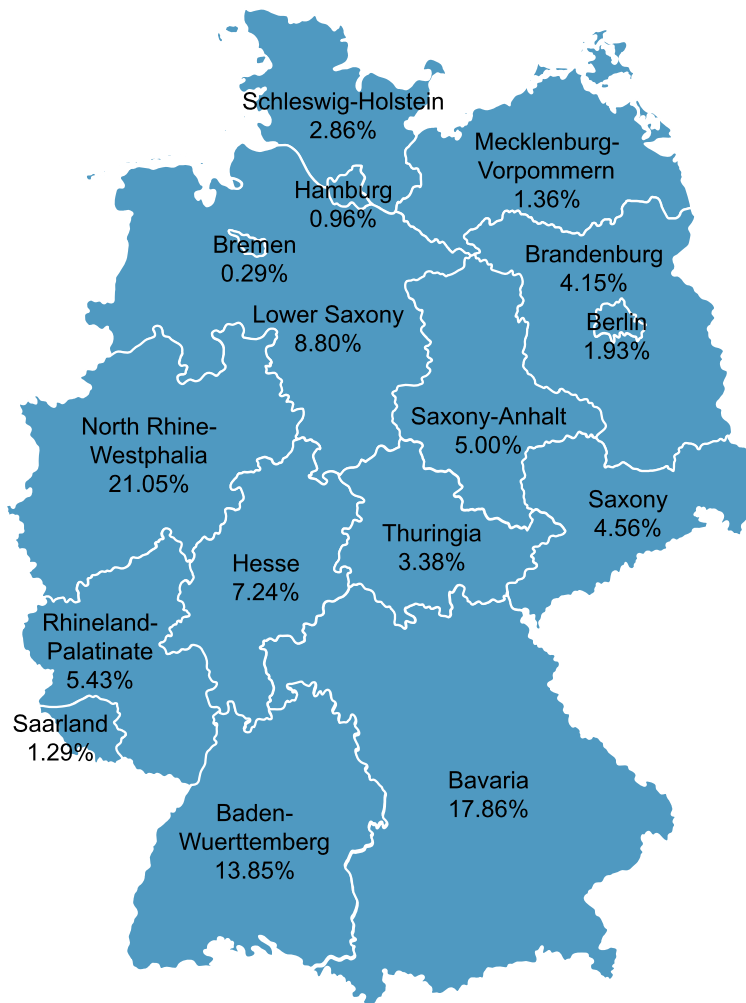 Schleswig-Holstein
2.86%
Mecklenburg-
Vorpommern
1.36%
Hamburg
0.96%
Bremen
0.29%
Brandenburg
4.15%
Lower Saxony
8.80%
Berlin
1.93%
North Rhine-
Westphalia
21.05%
Saxony-Anhalt
5.00%
Saxony
4.56%
Thuringia
3.38%
Hesse
7.24%
Rhineland-
Palatinate
5.43%
Saarland
1.29%
Bavaria
17.86%
Baden-
Wuerttemberg
13.85%